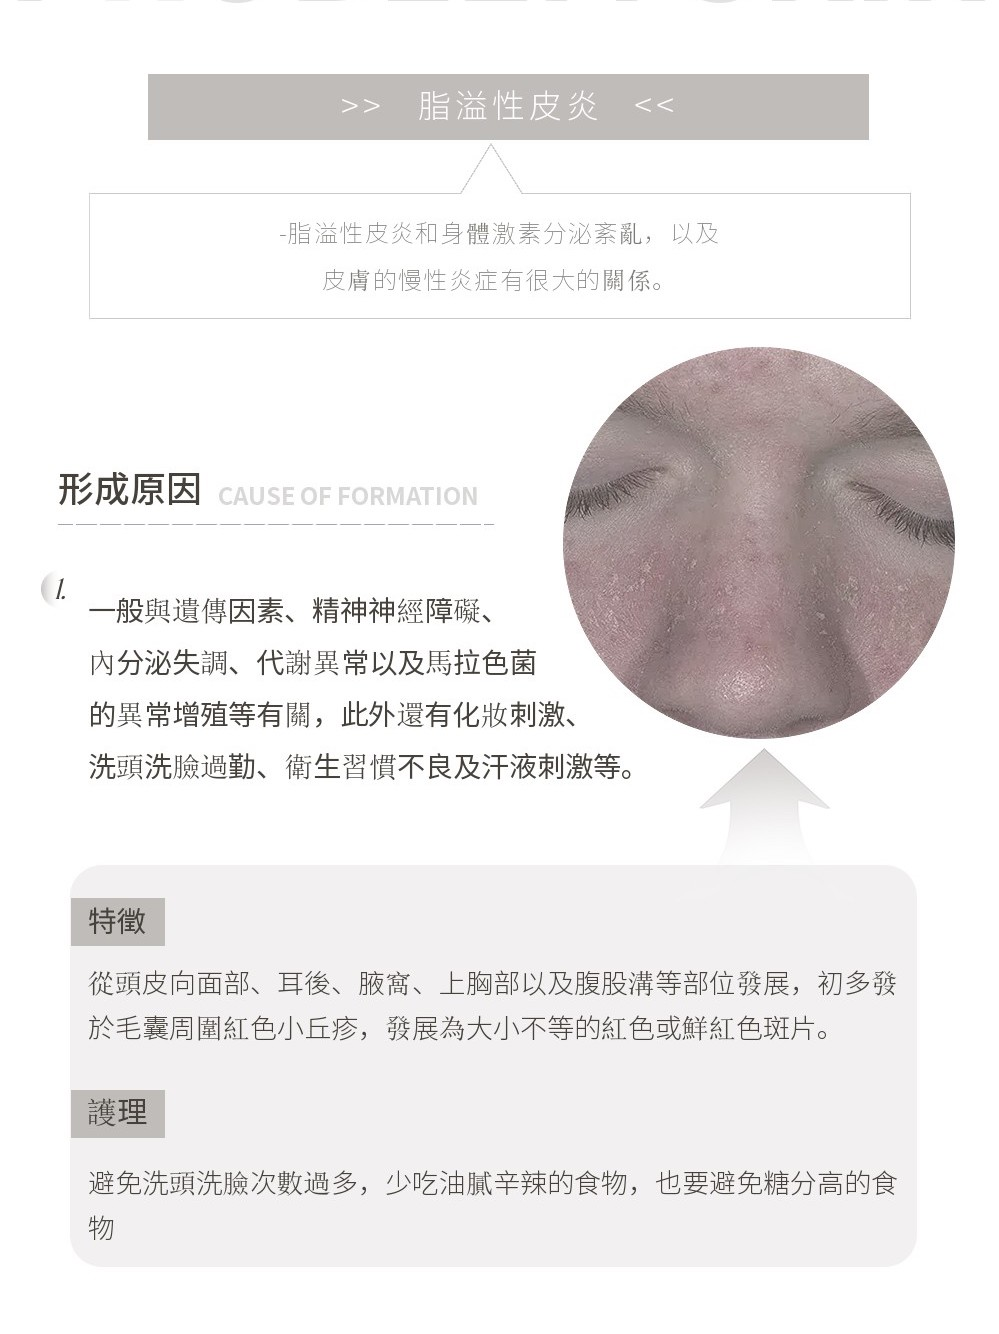 >> 脂溢性皮炎 <<
-脂溢性皮炎和身體激素分泌紊亂，以及
皮膚的慢性炎症有很大的關係。
形成原因 CAUSE OF FORMATION
1.
一般與遺傳因素、精神神經障礙、
內分泌失調、代謝異常以及馬拉色菌
的異常增殖等有關，此外還有化妝刺激、
洗頭洗臉過勤、衛生習慣不良及汗液刺激等。
特徵
從頭皮向面部、耳後、腋窩、上胸部以及腹股溝等部位發展，初多發
於毛囊周圍紅色小丘疹，發展為大小不等的紅色或鮮紅色斑片。
護理
避免洗頭洗臉次數過多，少吃油膩辛辣的食物，也要避免糖分高的食
物